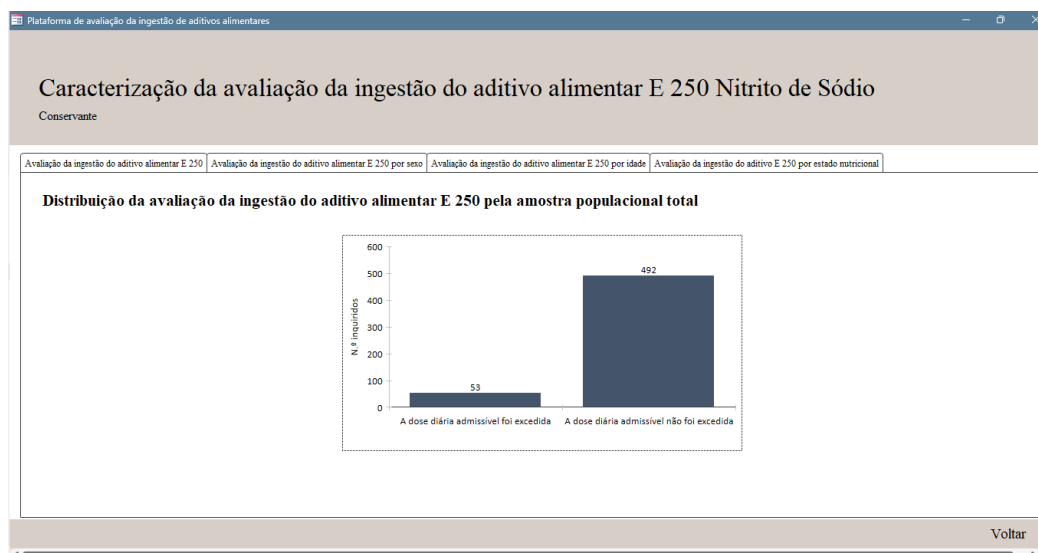 Plataforma de avaliação da ingestão de aditivos alimentares
Caracterização da avaliação da ingestão do aditivo alimentar E 250 Nitrito de Sódio
Conservante
Avaliação da ingestão do aditivo alimentar E 250
Avaliação da ingestão do aditivo alimentar E 250 por sexo
Avaliação da ingestão do aditivo alimentar E 250 por idade
Avaliação da ingestão do aditivo E 250 por estado nutricional
Distribuição da avaliação da ingestão do aditivo alimentar E 250 pela amostra populacional total
N.º inquiridos
600
500
400
300
200
100
0
53
492
A dose diária admissível foi excedida
A dose diária admissível não foi excedida
Voltar